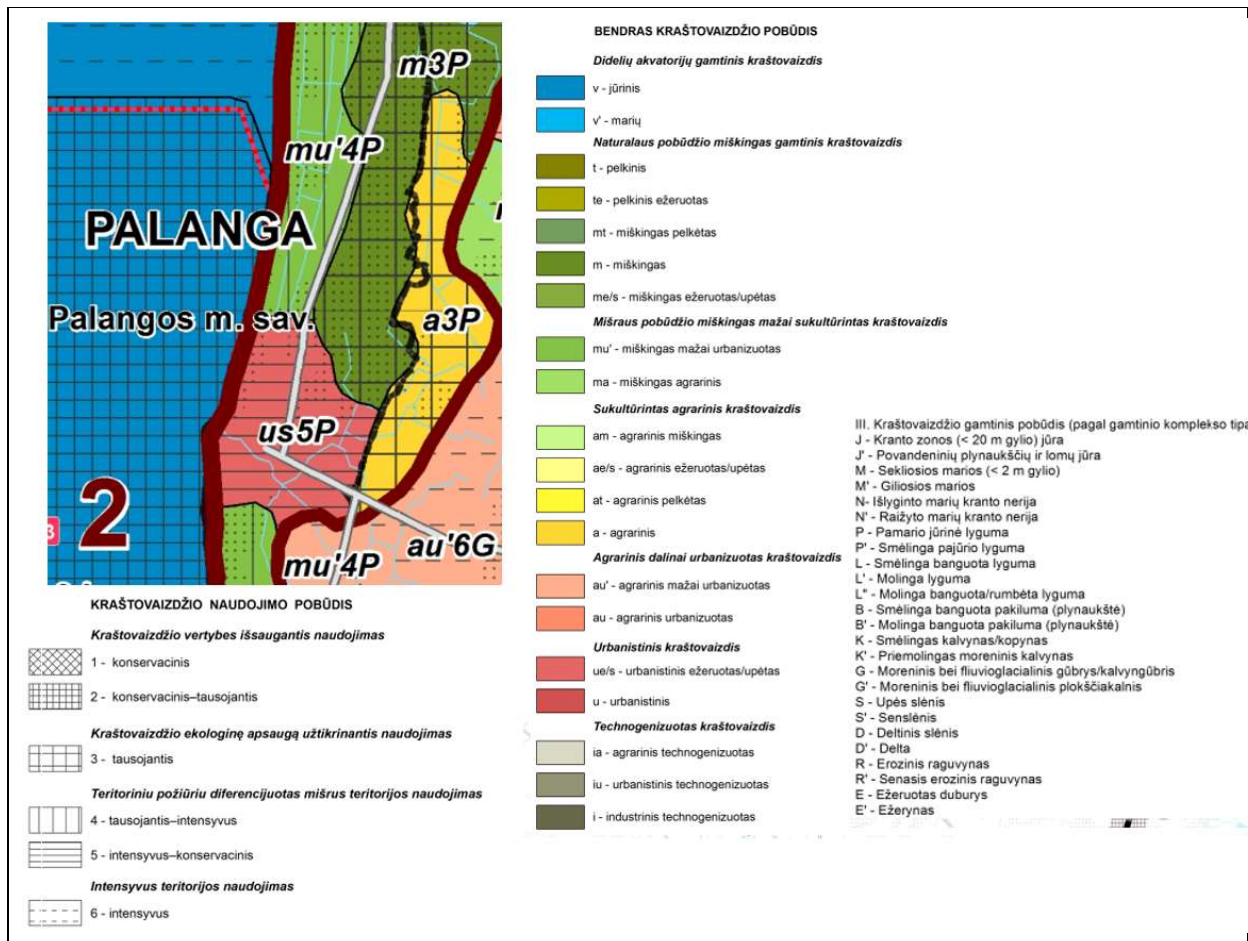 m3P
mu'4P
PALANGA
Palangos m. sav.
a3P
us5P
2
au'6G
mu'4P
KRAŠTOVAIZDŽIO NAUDOJIMO POBŪDIS
Kraštovaizdžio vertybes išsaugantis naudojimas
1 - konservacinis
2 - konservacinis–tausojantis
Kraštovaizdžio ekologinę apsaugą užtikrinantis naudojimas
3 - tausojantis
Teritoriniu požiūriu diferencijuotas mišrus teritorijos naudojimas
4 - tausojantis–intensyvus
5 - intensyvus–konservacinis
Intensyvus teritorijos naudojimas
6 - intensyvus
BENDRAS KRAŠTOVAIZDŽIO POBŪDIS
Didelių akvatorijų gamtinis kraštovaizdis
v - jūrinis
v' - marių
Naturalaus pobūdžio miškingas gamtinis kraštovaizdis
t - pelkinis
te - pelkinis ežeruotas
mt - miškingas pelkėtas
m - miškingas
me/s - miškingas ežeruotas/upėtas
Mišraus pobūdžio miškingas mažai sukultūrintas kraštovaizdis
mu' - miškingas mažai urbanizuotas
ma - miškingas agrarinis
Sukultūrintas agrarinis kraštovaizdis
am - agrarinis miškingas
ae/s - agrarinis ežeruotas/upėtas
at - agrarinis pelkėtas
a - agrarinis
Agrarinis dalinai urbanizuotas kraštovaizdis
au' - agrarinis mažai urbanizuotas
au - agrarinis urbanizuotas
Urbanistinis kraštovaizdis
ue/s - urbanistinis ežeruotas/upėtas
u - urbanistinis
Technogenizuotas kraštovaizdis
ia - agrarinis technogenizuotas
iu - urbanistinis technogenizuotas
i - industrinis technogenizuotas
III. Kraštovaizdžio gamtinis pobūdis (pagal gamtinio komplekso tipą
J - Kranto zonos (< 20 m gylio) jūra
J' - Povandeninių plynaukščių ir lomų jūra
M - Sekliosios marios (< 2 m gylio)
M' - Giliosios marios
N- Išlyginto marių kranto nerija
N' - Raižyto marių kranto nerija
P - Pamario jūrinė lyguma
P' - Smėlinga pajūrio lyguma
L - Smėlinga banguota lyguma
L' - Molinga lyguma
L" - Molinga banguota/rumbėta lyguma
B - Smėlinga banguota pakiluma (plynaukštė)
B' - Molinga banguota pakiluma (plynaukštė)
K - Smėlingas kalvynas/kopynas
K' - Priemolingas moreninis kalvynas
G - Moreninis bei fliuvioglacialinis gūbrys/kalvyngūbris
G' - Moreninis bei fliuvioglacialinis plokščiakalnis
S - Upės slėnis
S' - Senslėnis
D - Deltinis slėnis
D' - Delta
R - Erozinis raguvynas
R' - Senasis erozinis raguvynas
E - Ežeruotas duburys
E' - Ežerynas